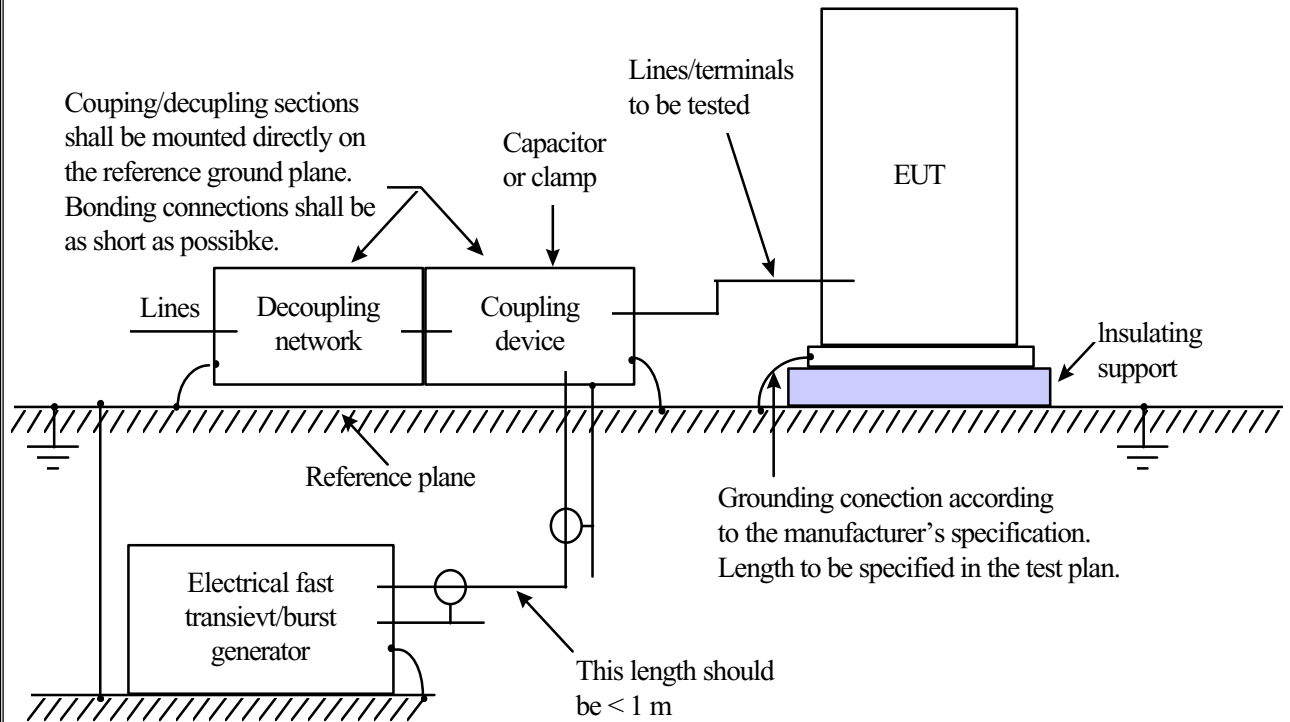 Lines/terminals
to be tested
Couping/decupling sections
shall be mounted directly on
the reference ground plane.
Bonding connections shall be
as short as possibke.
Capacitor
or clamp
EUT
Lines
Decoupling
network
Coupling
device
lnsulating
support
Reference plane
Grounding conection according
to the manufacturer’s specification.
Length to be specified in the test plan.
Electrical fast
transievt/burst
generator
This length should
be < 1 m